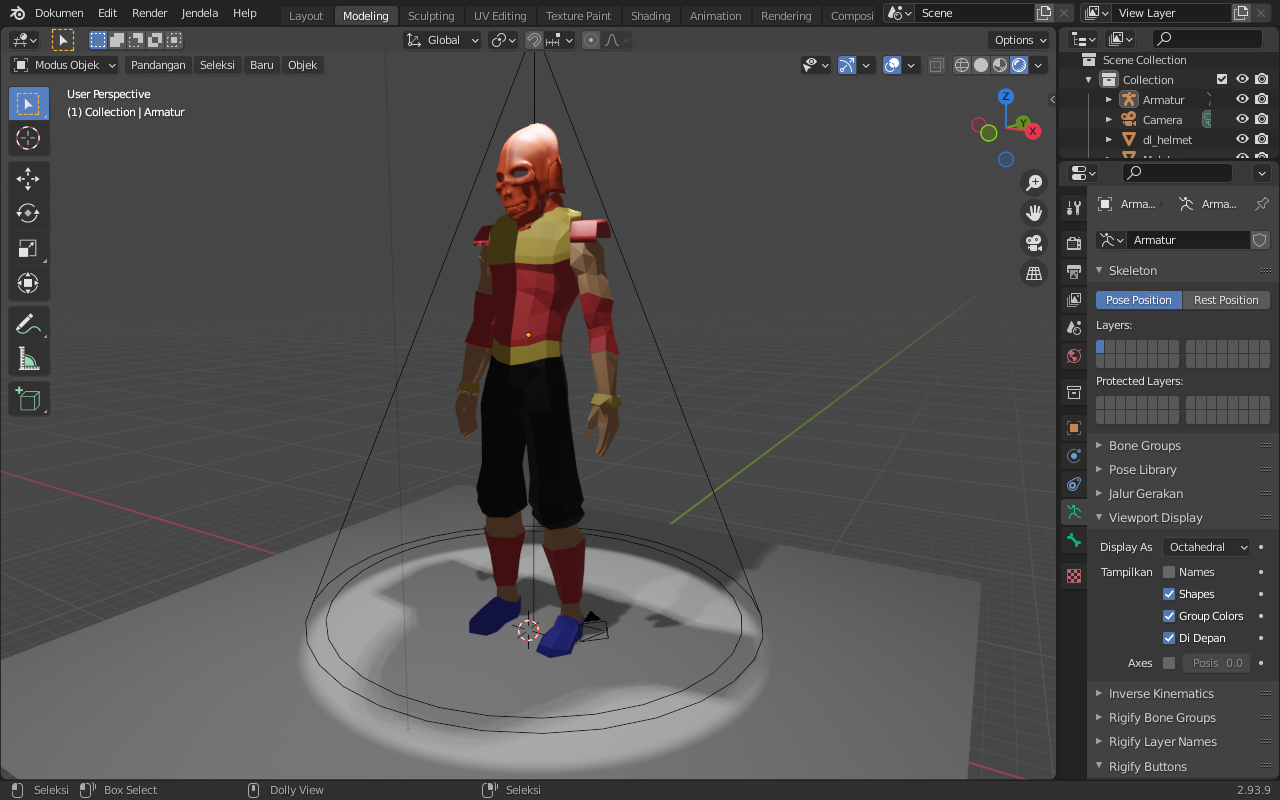 Dokumen Edit Render Jendela Help
Layout Modeling Sculpting UV Editing Texture Paint Shading Animation Rendering Composi
Scene
View Layer
Global
Options
Modus Objek Pandangan Seleksi Baru Objek
User Perspective
(1) Collection | Armatur
Z
Y
X
Scene Collection
Collection
Armatur
Camera
dl_helmet
Arma...
Arma...
Armatur
Skeleton
Pose Position
Rest Position
Layers:
Protected Layers:
Bone Groups
Pose Library
Jalur Gerakan
Viewport Display
Display As Octahedral
Tampilkan Names
Shapes
Group Colors
Di Depan
Axes Posis 0.0
Inverse Kinematics
Rigify Bone Groups
Rigify Layer Names
Rigify Buttons
Seleksi Box Select Dolly View Seleksi 2.93.9